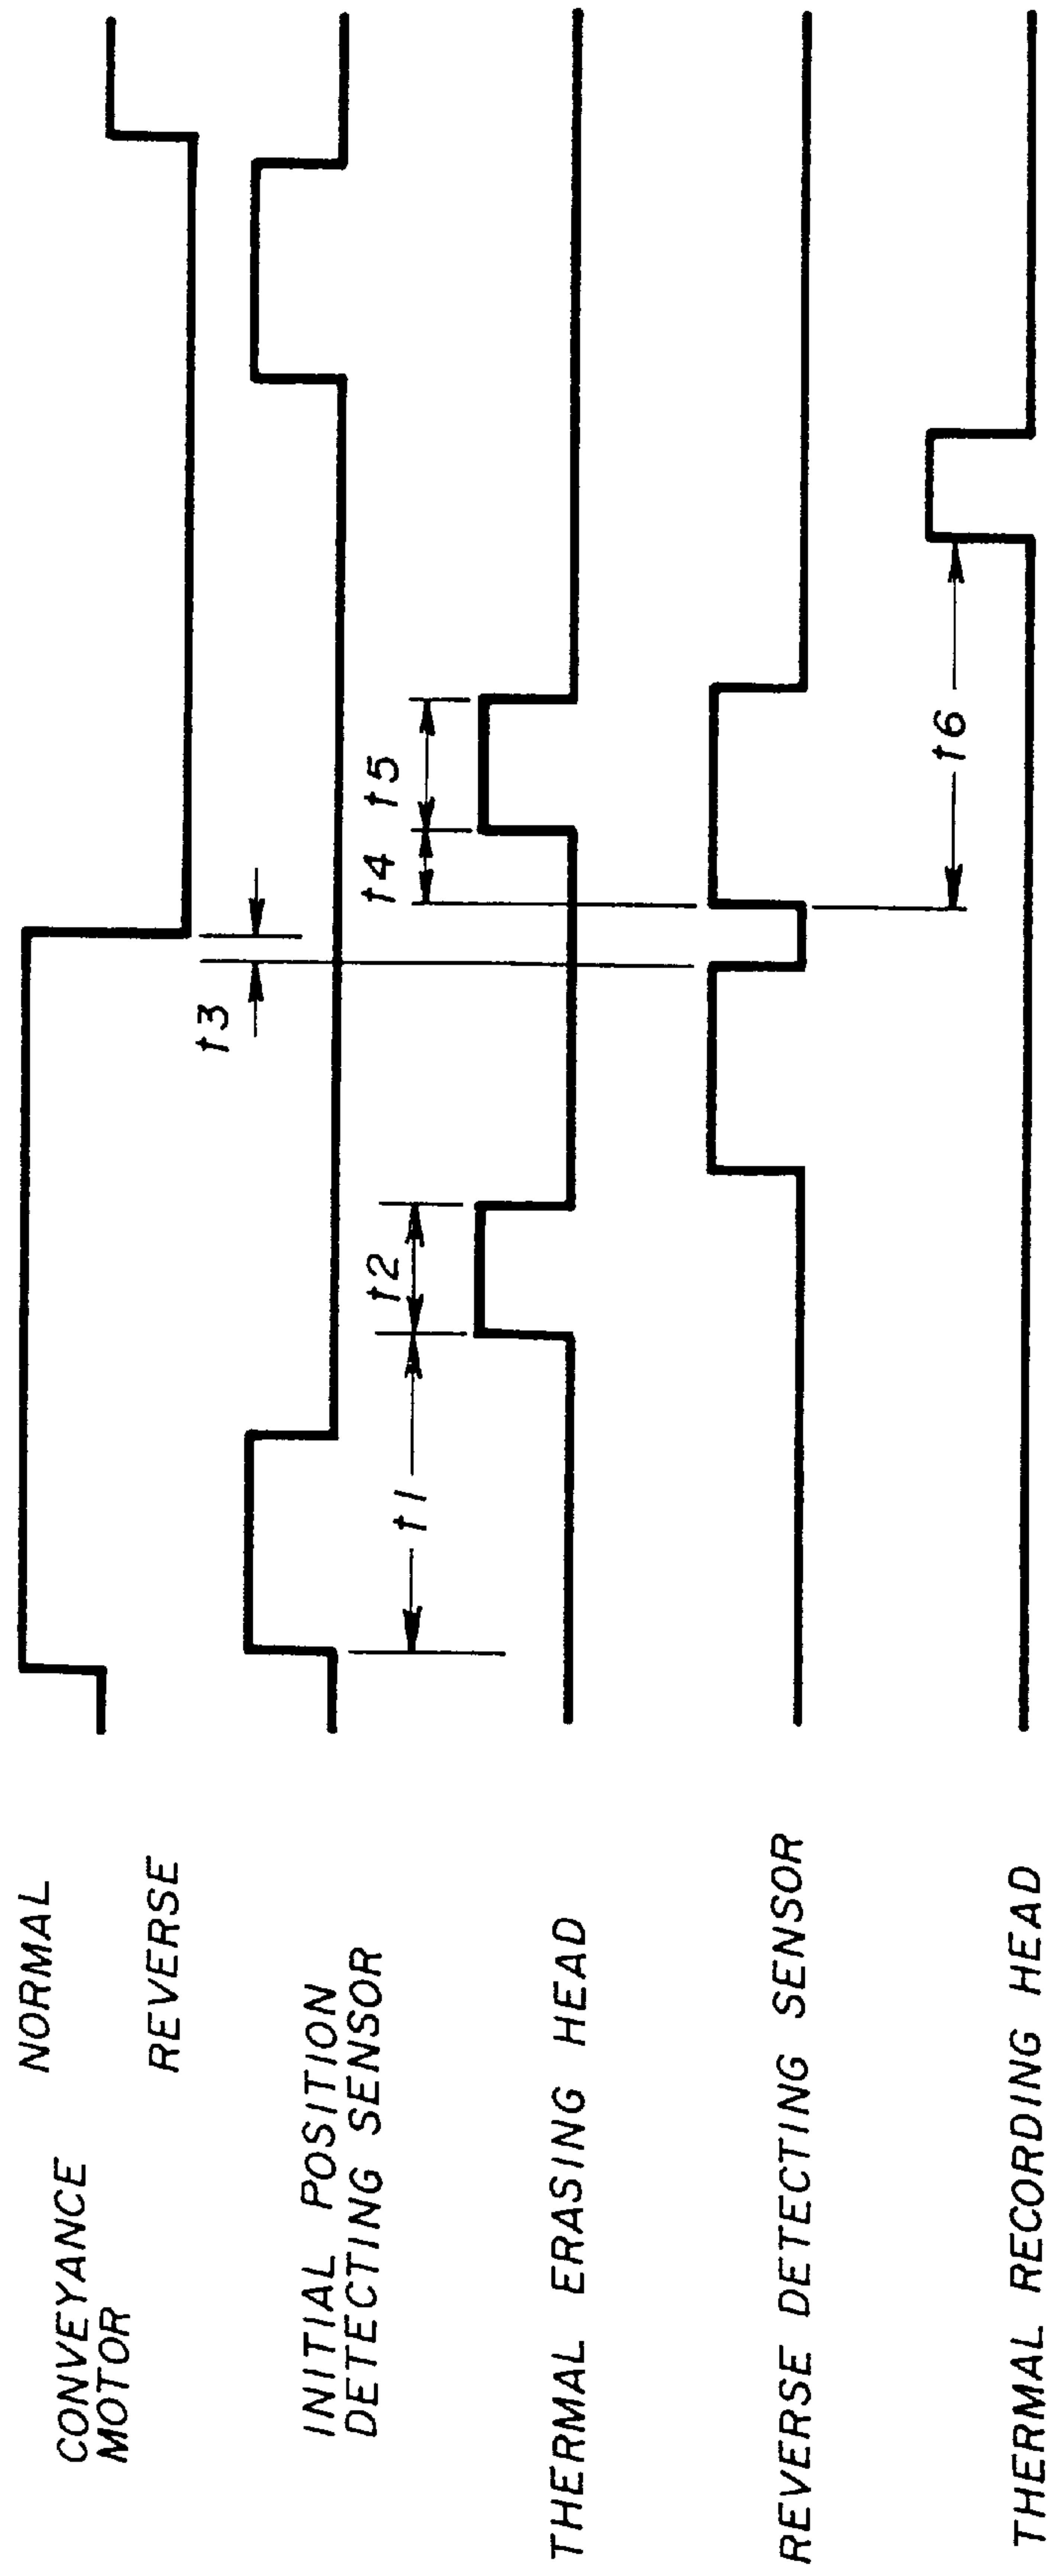 CONVEYANCE
MOTOR
NORMAL
REVERSE
INITIAL POSITION
DETECTING SENSOR
THERMAL ERASING HEAD
REVERSE DETECTING SENSOR
THERMAL RECORDING HEAD
t1
t2
t3
t4
t5
t6